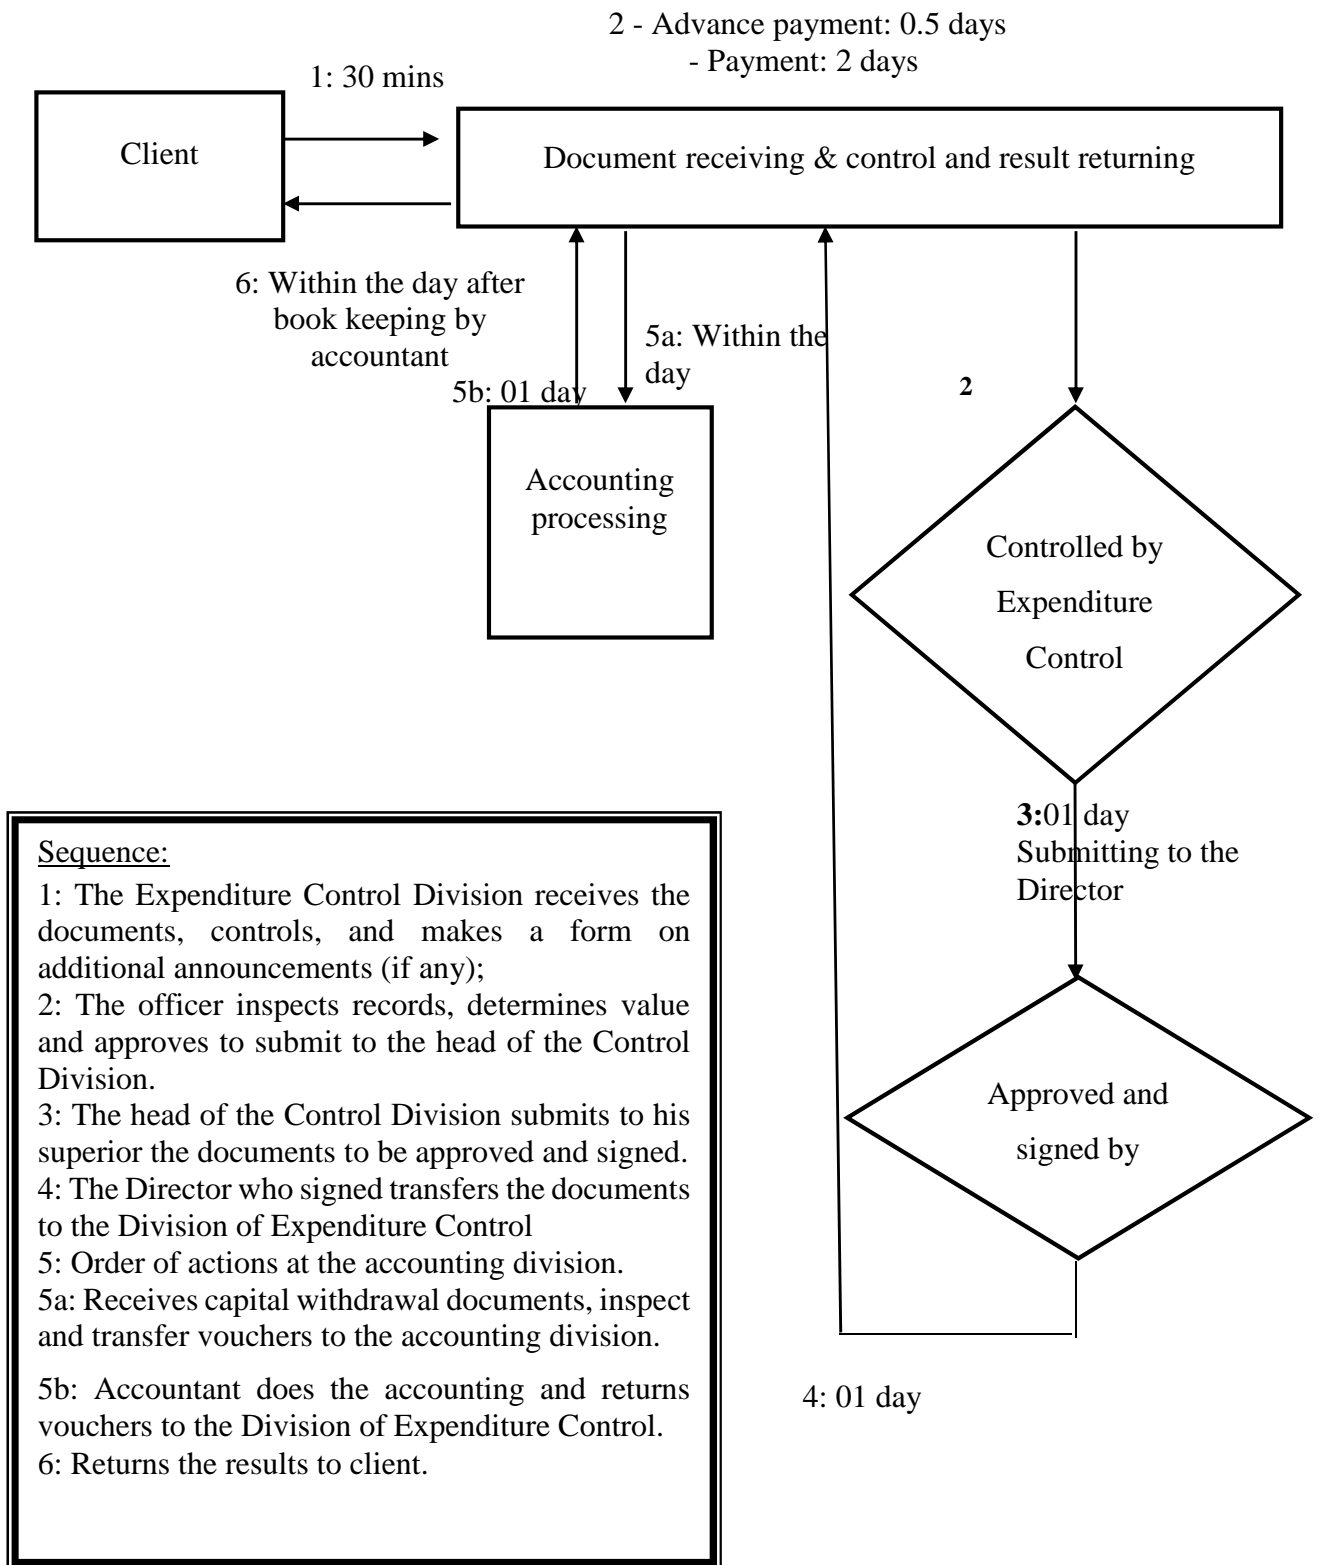 2 - Advance payment: 0.5 days
- Payment: 2 days
1: 30 mins
Client
Document receiving & control and result returning
6: Within the day after
book keeping by
accountant
5a: Within the
day
5b: 01 day
2
Accounting
processing
Controlled by
Expenditure
Control
3:01 day
Submitting to the
Director
Sequence:
1: The Expenditure Control Division receives the
documents, controls, and makes a form on
additional announcements (if any);
2: The officer inspects records, determines value
and approves to submit to the head of the Control
Division.
3: The head of the Control Division submits to his
superior the documents to be approved and signed.
4: The Director who signed transfers the documents
to the Division of Expenditure Control
5: Order of actions at the accounting division.
5a: Receives capital withdrawal documents, inspect
and transfer vouchers to the accounting division.
5b: Accountant does the accounting and returns
vouchers to the Division of Expenditure Control.
6: Returns the results to client.
Approved and
signed by
4: 01 day